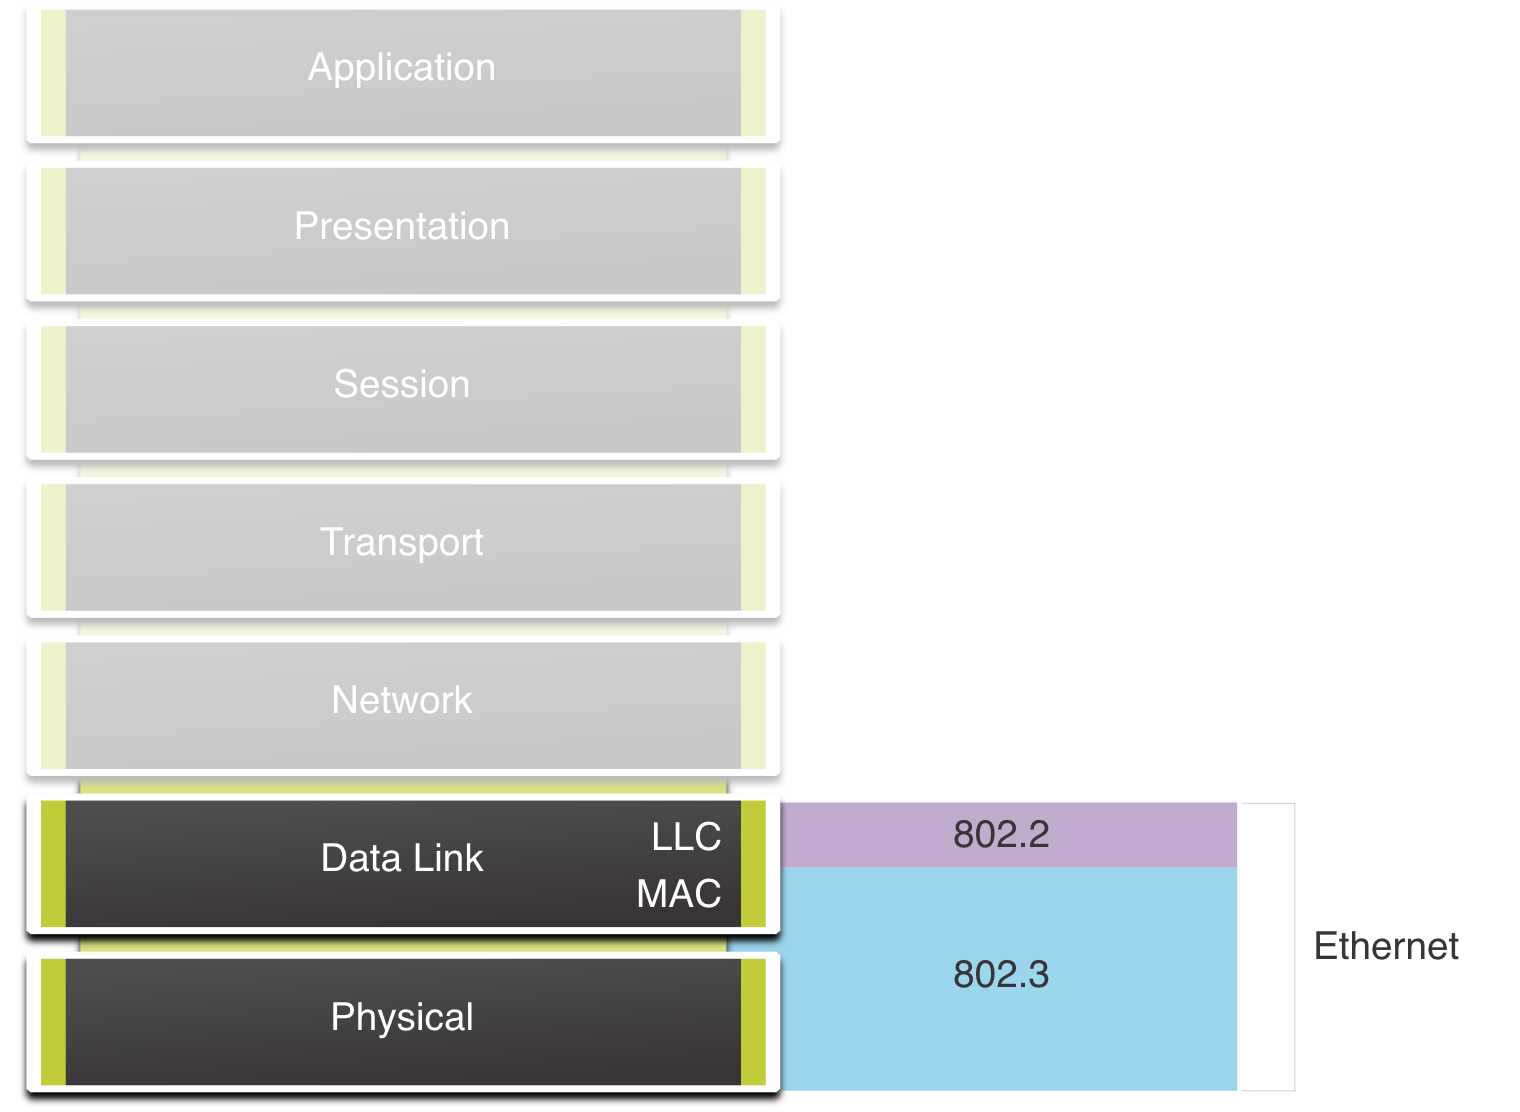 Application
Presentation
Session
Transport
Network
Data Link
LLC
MAC
802.2
802.3
Ethernet
Physical